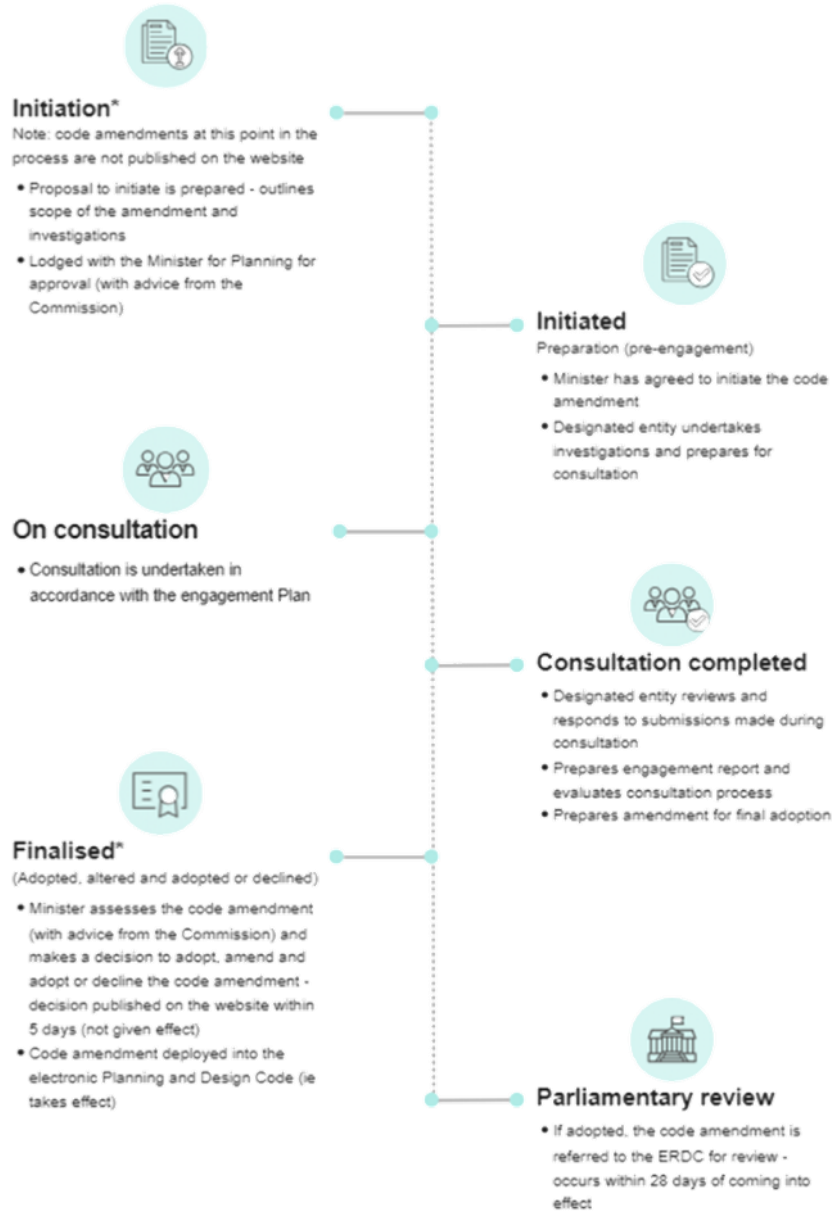 Initiation*
Note: code amendments at this point in the
process are not published on the website
• Proposal to initiate is prepared - outlines
scope of the amendment and
investigations
• Lodged with the Minister for Planning for
approval (with advice from the
Commission)
Initiated
Preparation (pre-engagement)
• Minister has agreed to initiate the code
amendment
• Designated entity undertakes
investigations and prepares for
consultation
On consultation
• Consultation is undertaken in
accordance with the engagement Plan
Consultation completed
• Designated entity reviews and
responds to submissions made during
consultation
• Prepares engagement report and
evaluates consultation process
• Prepares amendment for final adoption
Finalised*
(Adopted, altered and adopted or declined)
• Minister assesses the code amendment
(with advice from the Commission) and
makes a decision to adopt, amend and
adopt or decline the code amendment -
decision published on the website within
5 days (not given effect)
• Code amendment deployed into the
electronic Planning and Design Code (ie
takes effect)
Parliamentary review
• If adopted, the code amendment is
referred to the ERDC for review -
occurs within 28 days of coming into
effect